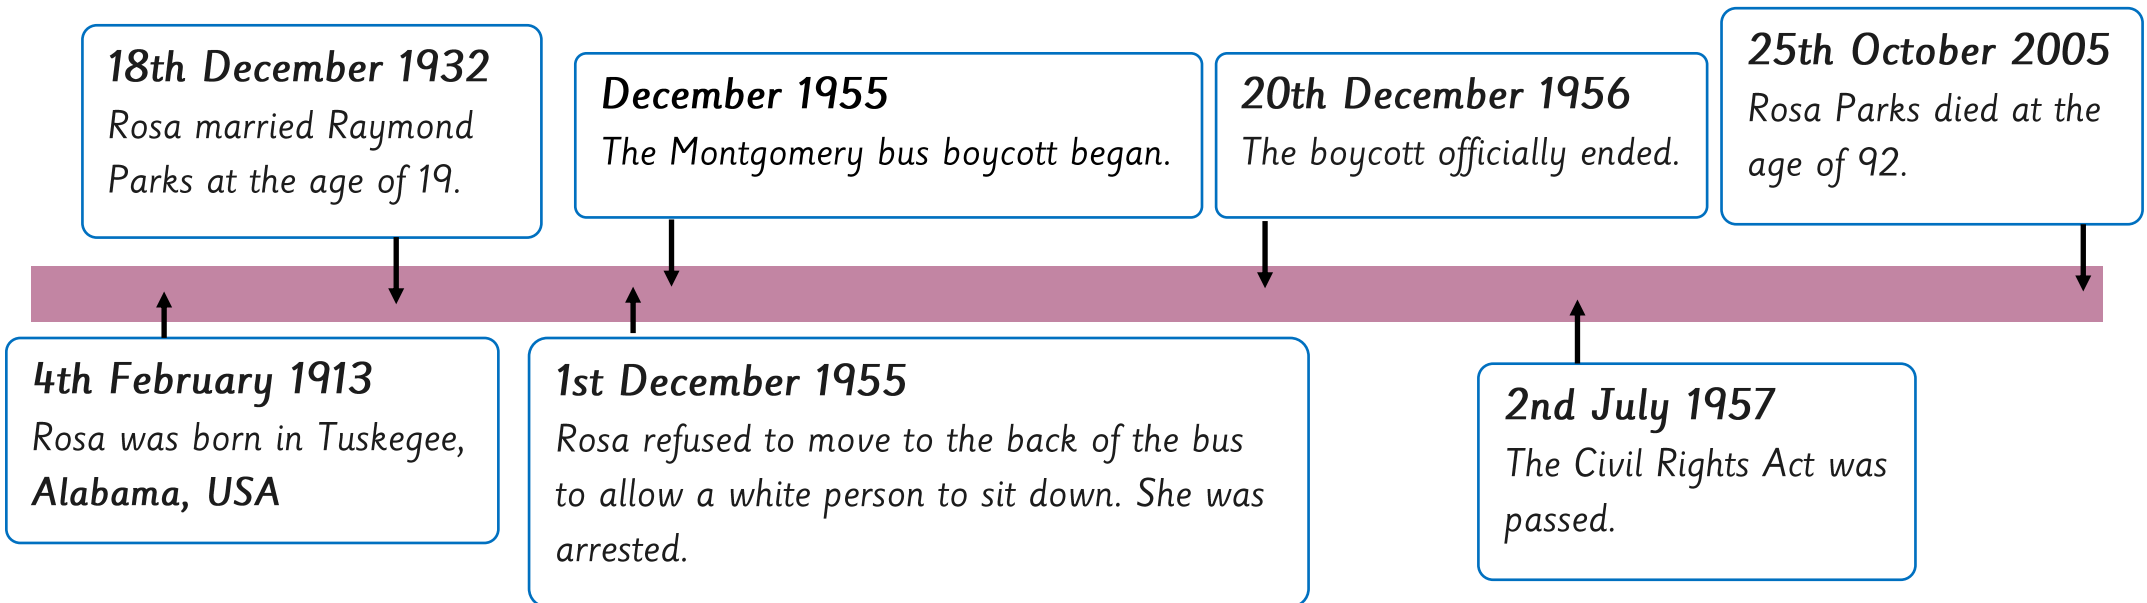 18th December 1932
Rosa married Raymond
Parks at the age of 19.
December 1955
The Montgomery bus boycott began.
20th December 1956
The boycott officially ended.
25th October 2005
Rosa Parks died at the
age of 92.
4th February 1913
Rosa was born in Tuskegee,
Alabama, USA
1st December 1955
Rosa refused to move to the back of the bus
to allow a white person to sit down. She was
arrested.
2nd July 1957
The Civil Rights Act was
passed.